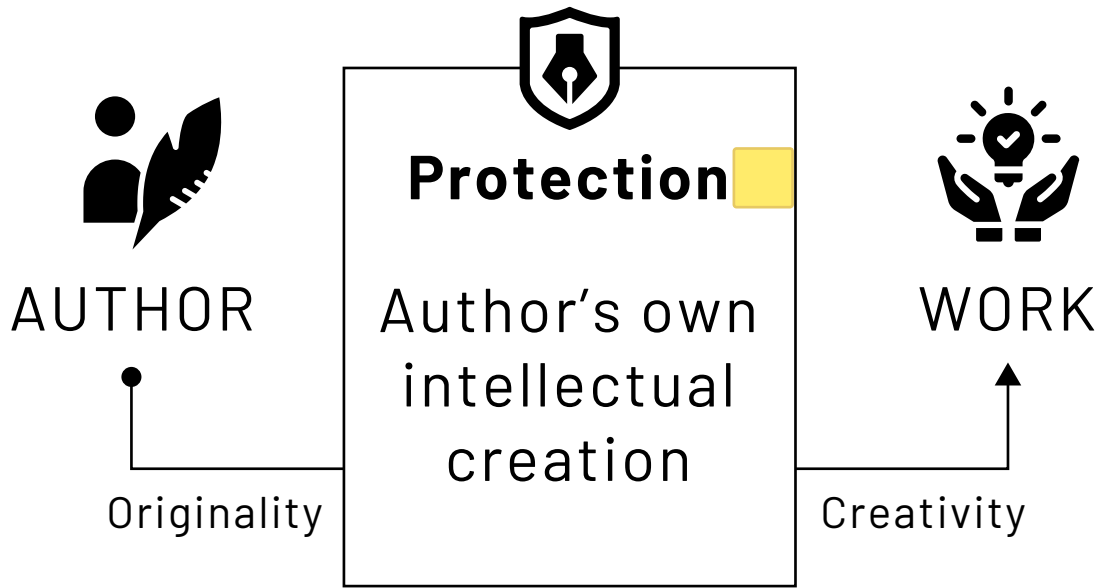 Protection
AUTHOR
Author’s own
intellectual
creation
WORK
Originality
Creativity